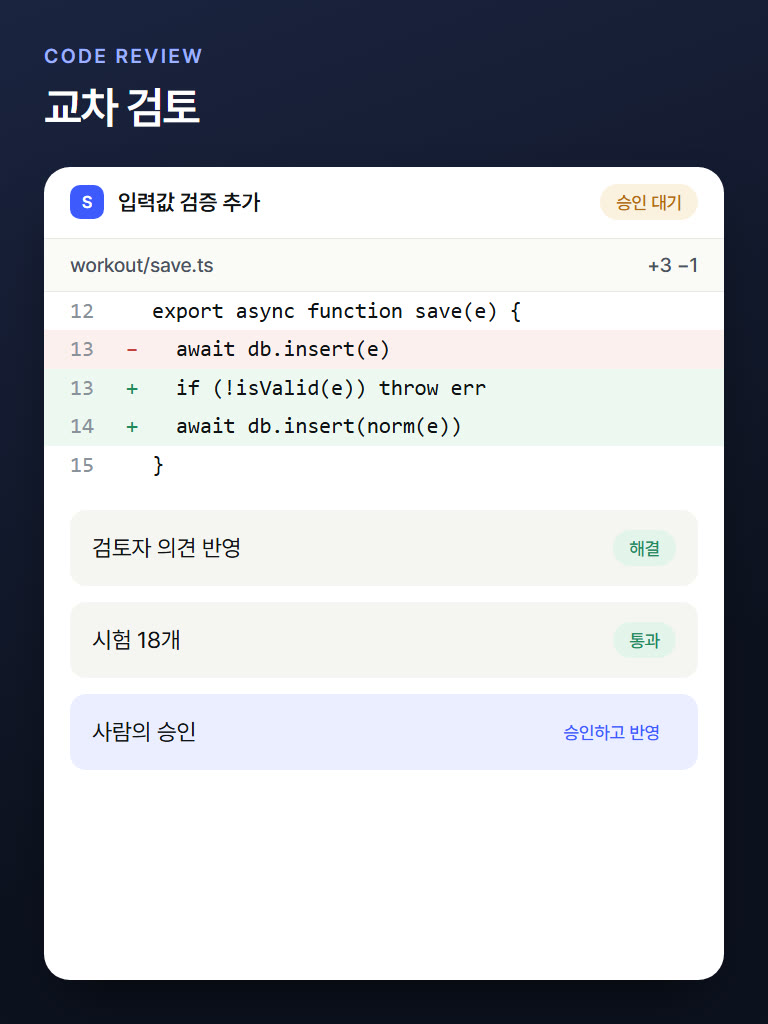 CODE REVIEW
교차 검토
S 입력값 검증 추가 승인 대기
workout/save.ts +3 −1
12 export async function save(e) {
13 − await db.insert(e)
13 + if (!isValid(e)) throw err
14 + await db.insert(norm(e))
15 }
검토자 의견 반영 해결
시험 18개 통과
사람의 승인 승인하고 반영